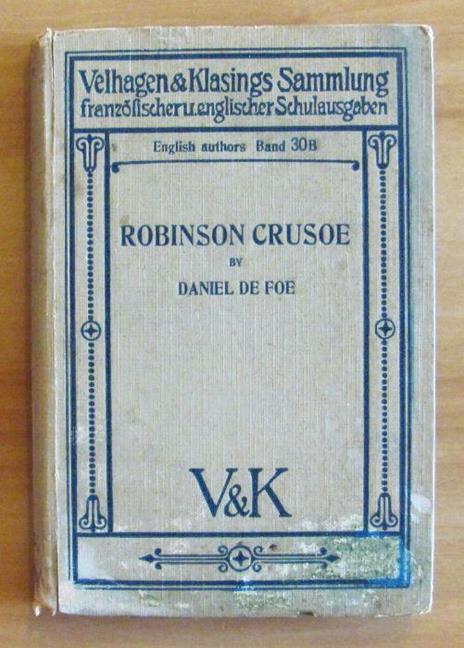 Velhagen & Klasings Sammlung
französischer u. englischer Schulausgaben
English authors Band 30B
ROBINSON CRUSOE
BY
DANIEL DE FOE
V&K